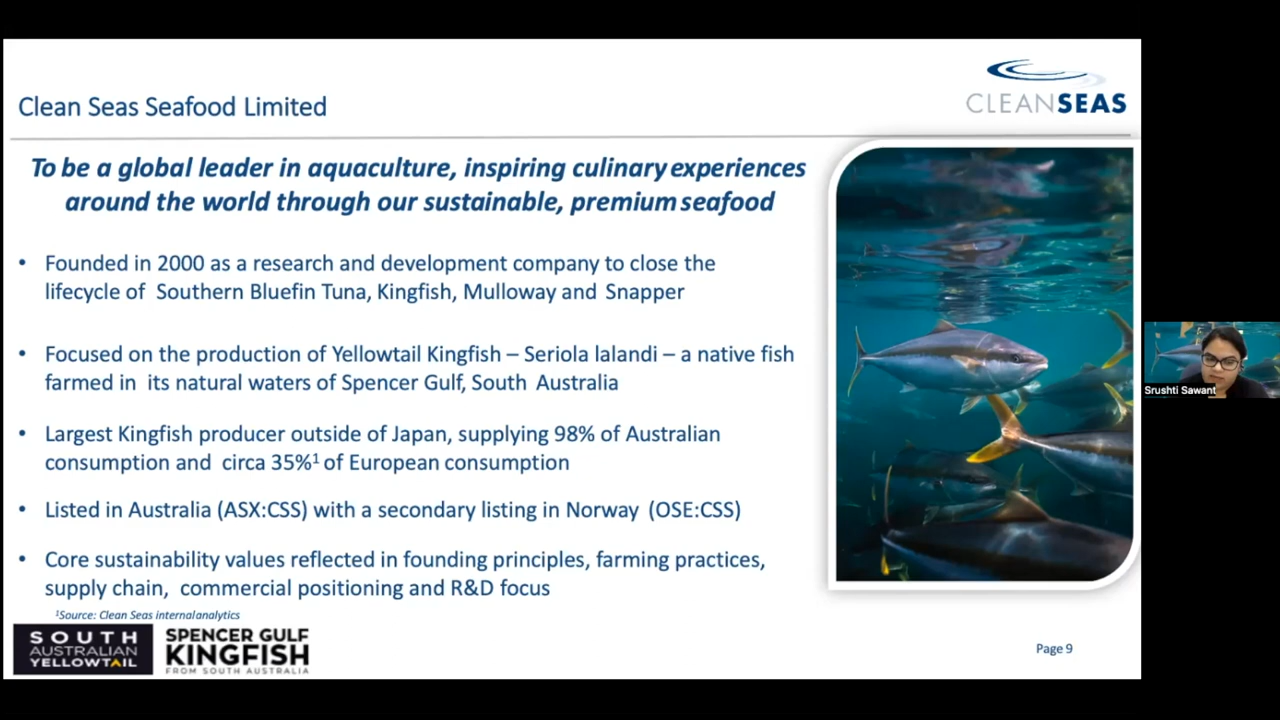 CLEANSEAS
Clean Seas Seafood Limited
To be a global leader in aquaculture, inspiring culinary experiences
around the world through our sustainable, premium seafood
• Founded in 2000 as a research and development company to close the
lifecycle of Southern Bluefin Tuna, Kingfish, Mulloway and Snapper
• Focused on the production of Yellowtail Kingfish – Seriola lalandi – a native fish
farmed in its natural waters of Spencer Gulf, South Australia
• Largest Kingfish producer outside of Japan, supplying 98% of Australian
consumption and circa 35%¹ of European consumption
• Listed in Australia (ASX:CSS) with a secondary listing in Norway (OSE:CSS)
• Core sustainability values reflected in founding principles, farming practices,
supply chain, commercial positioning and R&D focus
¹Source: Clean Seas internal analytics
SOUTH
AUSTRALIAN
YELLOWTAIL
SPENCER GULF
KINGFISH
FROM SOUTH AUSTRALIA
Page 9
Srushti Sawant